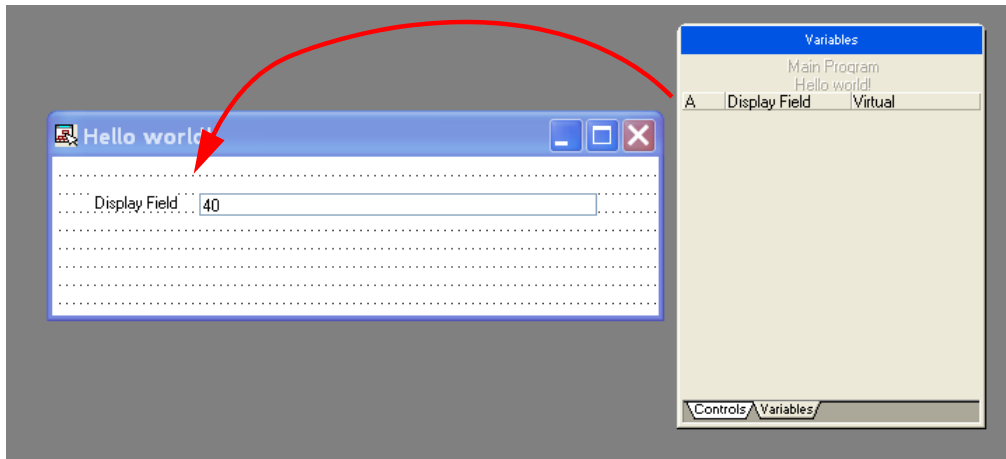 Variables
Main Program
Hello world!
A Display Field Virtual
Hello world!
Display Field 40
Controls Variables